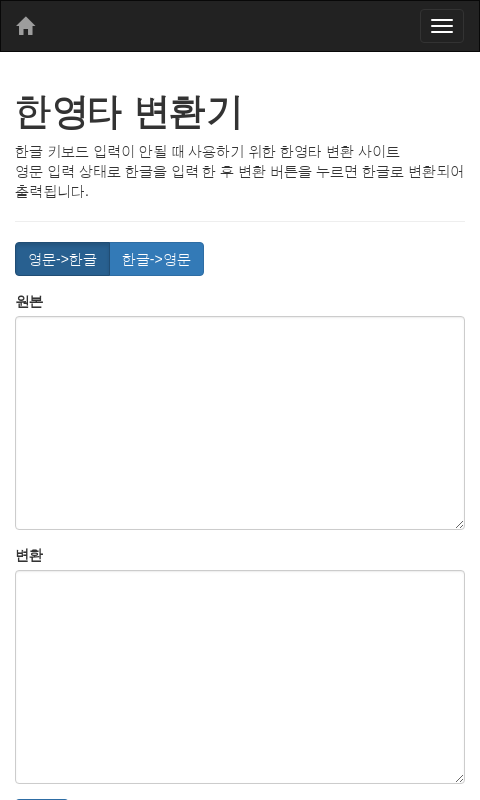 한영타 변환기
한글 키보드 입력이 안될 때 사용하기 위한 한영타 변환 사이트
영문 입력 상태로 한글을 입력 한 후 변환 버튼을 누르면 한글로 변환되어
출력됩니다.
영문->한글 한글->영문
원본
변환